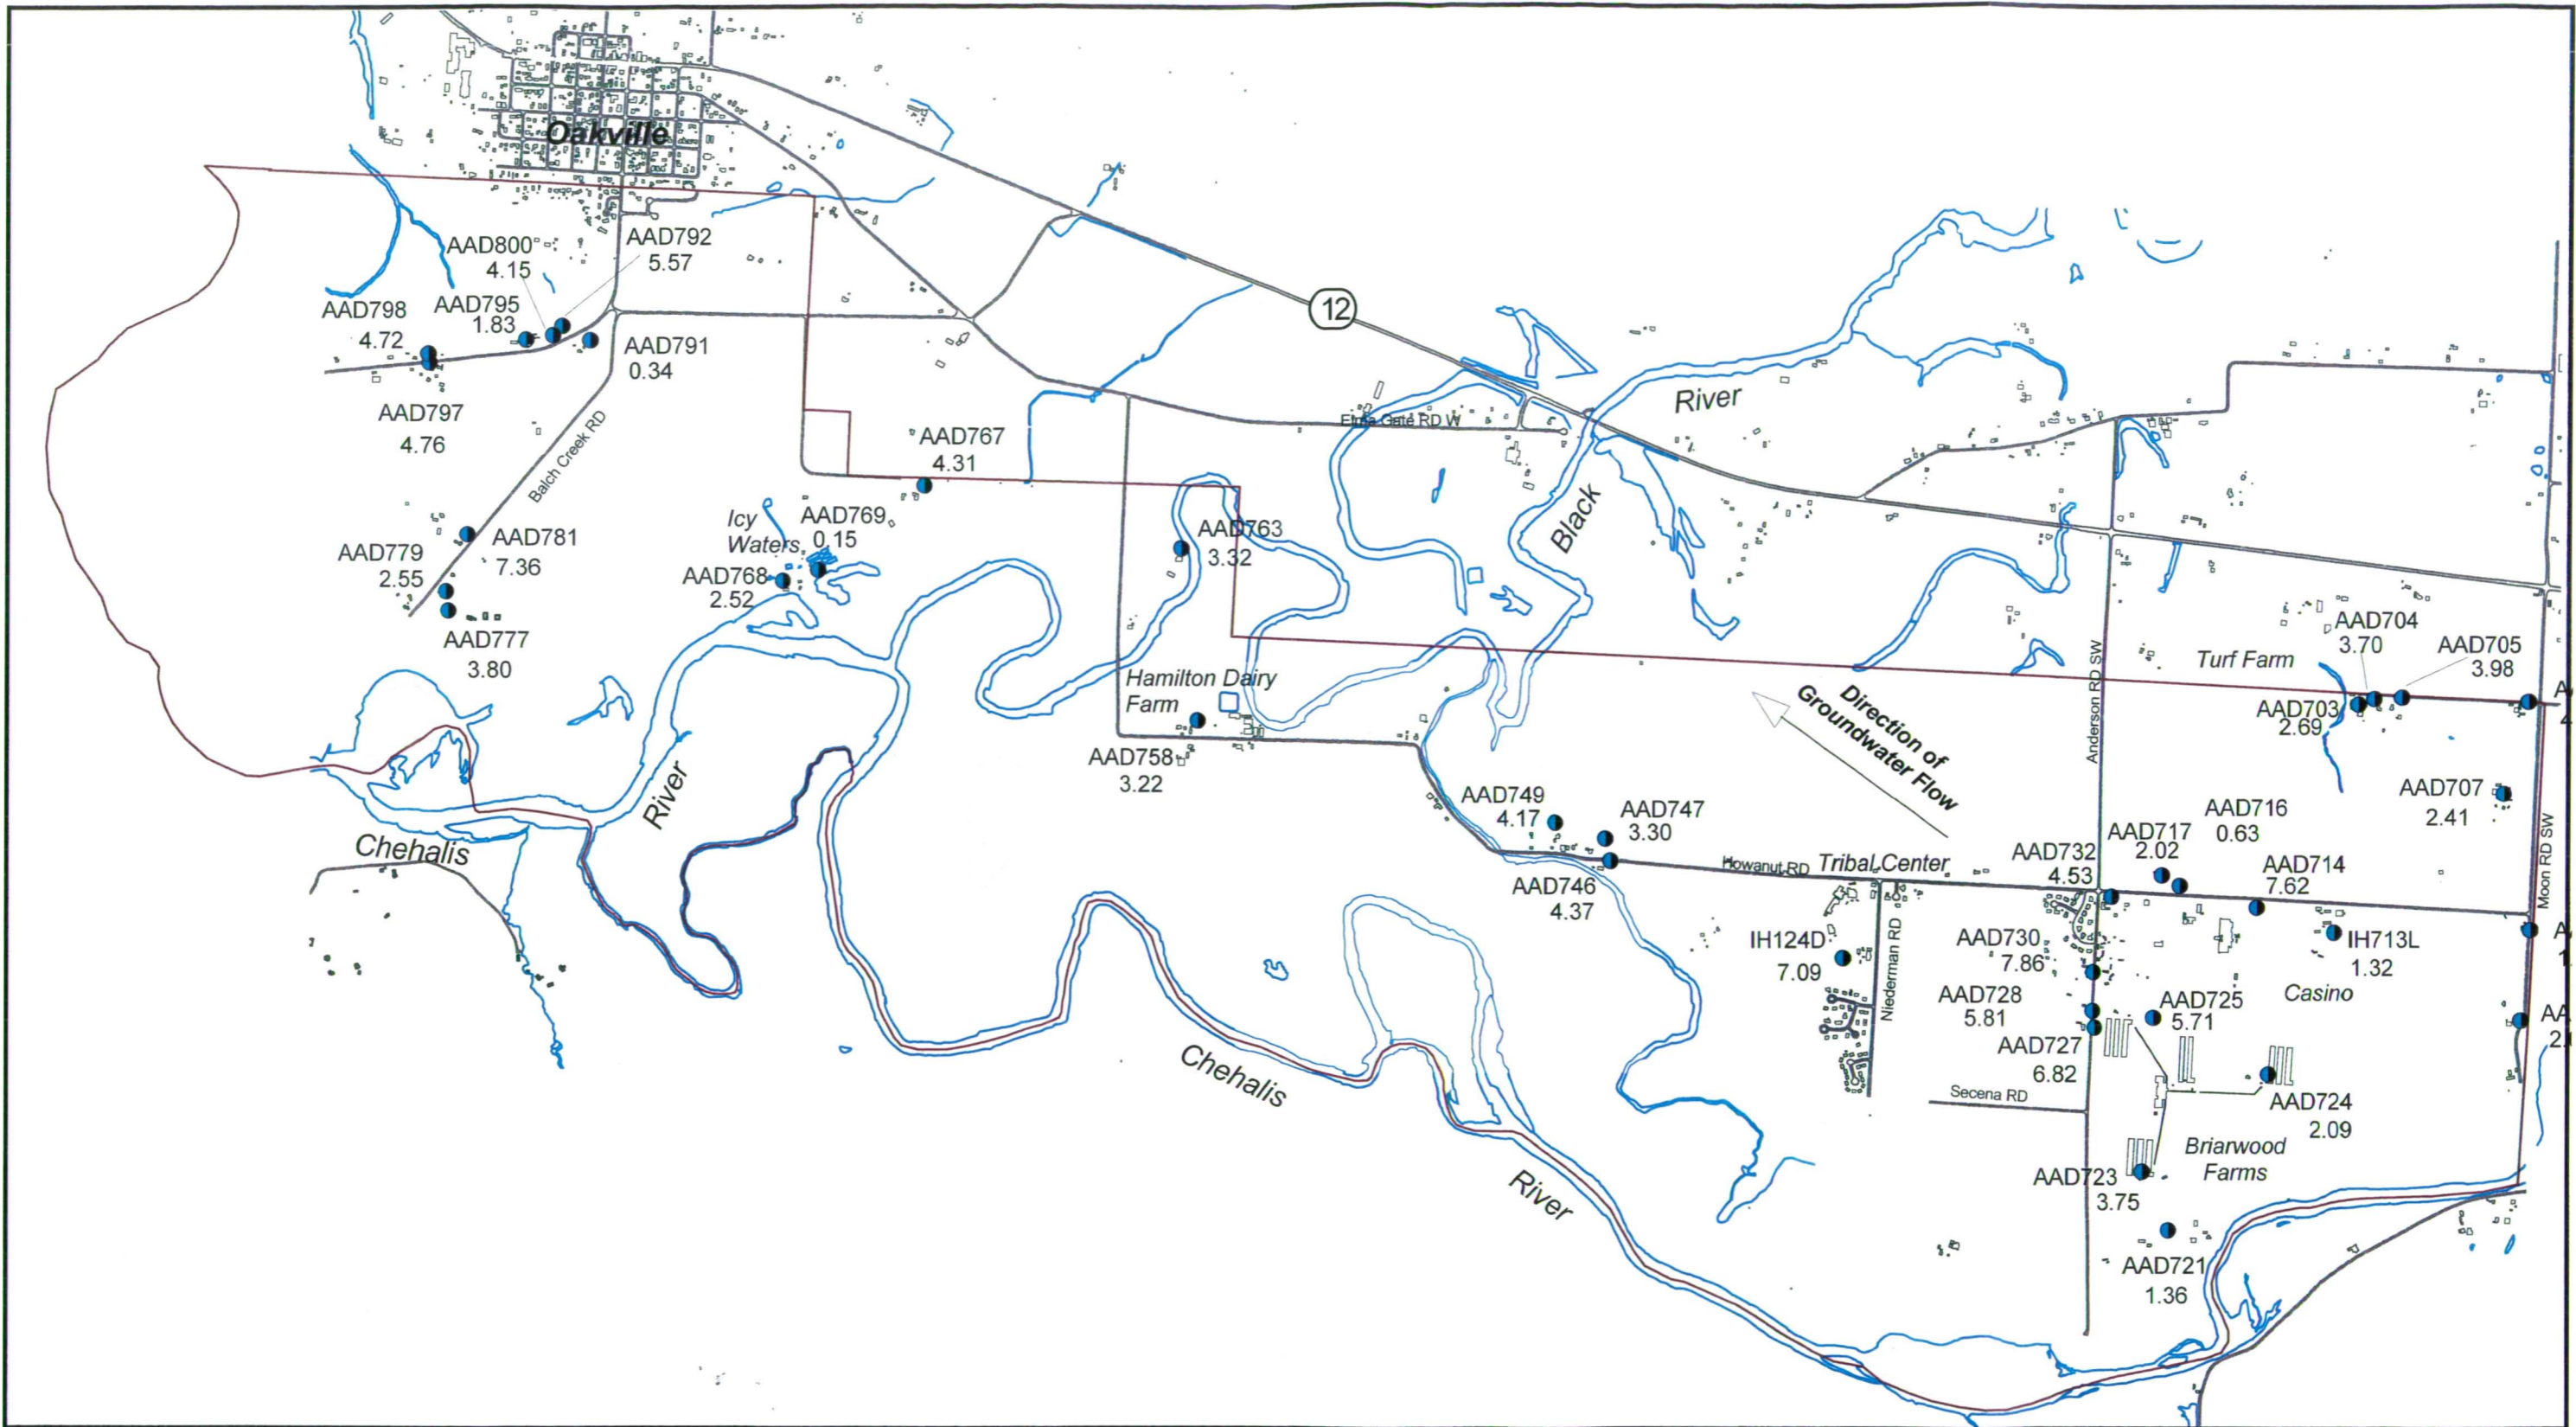 Oakville
AAD800
4.15
AAD792
5.57
AAD798
4.72
AAD795
1.83
AAD791
0.34
AAD797
4.76
Balch Creek RD
12
River
Elma Gate RD W
AAD767
4.31
Black
AAD781
7.36
AAD779
2.55
AAD777
3.80
Icy
Waters
AAD769
0.15
AAD768
2.52
AAD763
3.32
Hamilton Dairy
Farm
AAD758
3.22
Direction of
Groundwater Flow
Anderson RD SW
Turf Farm
AAD704
3.70
AAD705
3.98
AAD703
2.69
AAD707
2.41
Moon RD SW
River
Chehalis
AAD749
4.17
AAD747
3.30
AAD746
4.37
Howanut RD
Tribal Center
AAD732
4.53
AAD717
2.02
AAD716
0.63
AAD714
7.62
IH124D
7.09
Niederman RD
AAD730
7.86
IH713L
1.32
Casino
AAD728
5.81
AAD725
5.71
AAD727
6.82
AA
2
Chehalis
Secena RD
AAD724
2.09
Briarwood
Farms
River
AAD723
3.75
AAD721
1.36